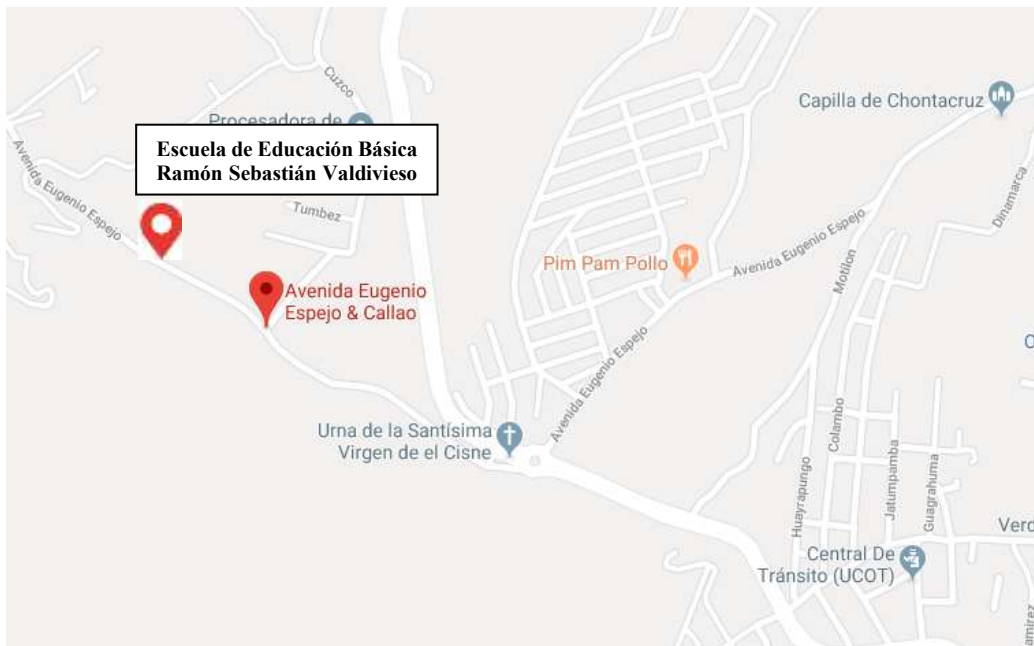 Cuzco
Capilla de Chontacruz
Procesadora de
Escuela de Educación Básica
Ramón Sebastián Valdivieso
Avenida Eugenio Espejo
Tumbez
Dinamarca
Avenida Eugenio Espejo
Motilon
Pim Pam Pollo
Avenida Eugenio
Espejo & Callao
Avenida Eugenio Espejo
Urna de la Santísima
Virgen de el Cisne
Colambo
Huayrapungo
Jatumpamba
Guagrahuma
Verd
Central De
Tránsito (UCOT)
amirez